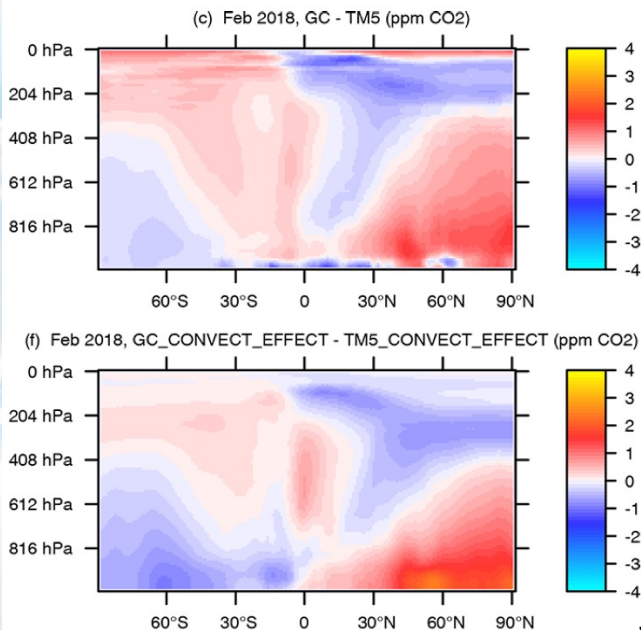 (c) Feb 2018, GC - TM5 (ppm CO2)
0 hPa
204 hPa
408 hPa
612 hPa
816 hPa
60°S 30°S 0 30°N 60°N 90°N
4
3
2
1
0
-1
-2
-3
-4
(f) Feb 2018, GC_CONVECT_EFFECT - TM5_CONVECT_EFFECT (ppm CO2)
0 hPa
204 hPa
408 hPa
612 hPa
816 hPa
60°S 30°S 0 30°N 60°N 90°N
4
3
2
1
0
-1
-2
-3
-4